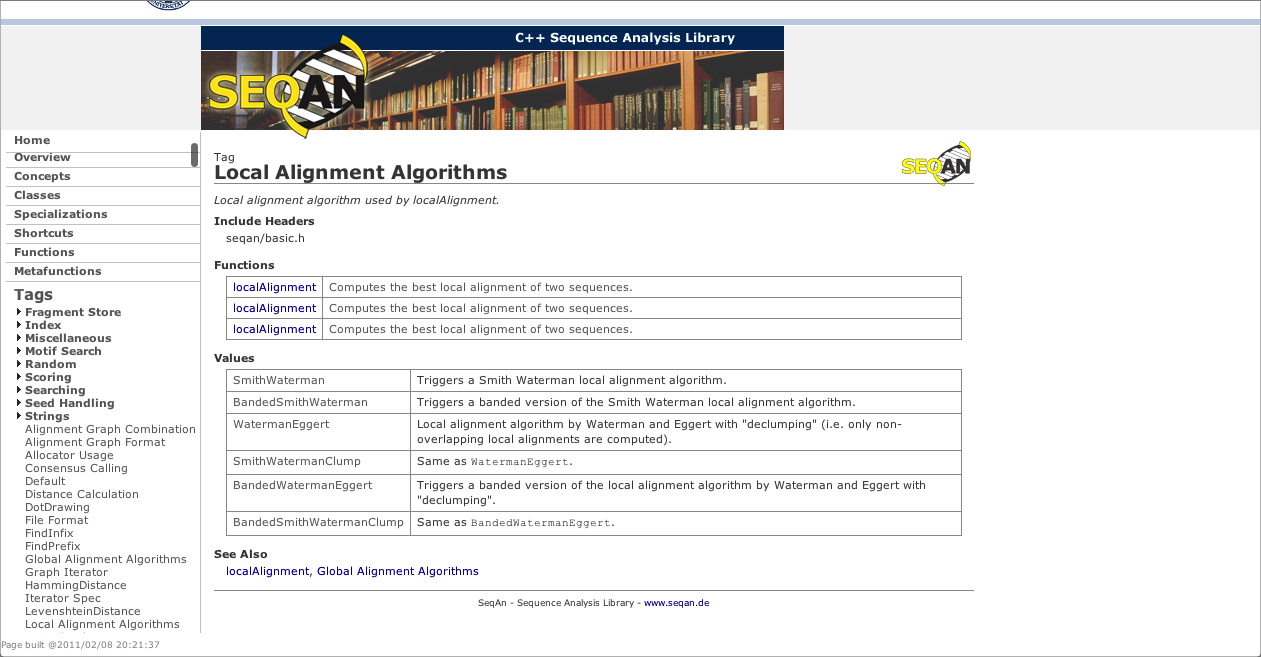 C++ Sequence Analysis Library
SEQAN
Home
Overview
Concepts
Classes
Specializations
Shortcuts
Functions
Metafunctions
Tags
Fragment Store
Index
Miscellaneous
Motif Search
Random
Scoring
Searching
Seed Handling
Strings
Alignment Graph Combination
Alignment Graph Format
Allocator Usage
Consensus Calling
Default
Distance Calculation
DotDrawing
File Format
FindInfix
FindPrefix
Global Alignment Algorithms
Graph Iterator
HammingDistance
Iterator Spec
LevenshteinDistance
Local Alignment Algorithms
Tag
Local Alignment Algorithms
SEQAN
Local alignment algorithm used by localAlignment.
Include Headers
seqan/basic.h
Functions
localAlignment Computes the best local alignment of two sequences.
localAlignment Computes the best local alignment of two sequences.
localAlignment Computes the best local alignment of two sequences.
Values
SmithWaterman Triggers a Smith Waterman local alignment algorithm.
BandedSmithWaterman Triggers a banded version of the Smith Waterman local alignment algorithm.
WatermanEggert Local alignment algorithm by Waterman and Eggert with "declumping" (i.e. only non-
overlapping local alignments are computed).
SmithWatermanClump Same as WatermanEggert.
BandedWatermanEggert Triggers a banded version of the local alignment algorithm by Waterman and Eggert with
"declumping".
BandedSmithWatermanClump Same as BandedWatermanEggert.
See Also
localAlignment, Global Alignment Algorithms
SeqAn - Sequence Analysis Library - www.seqan.de
Page built @2011/02/08 20:21:37